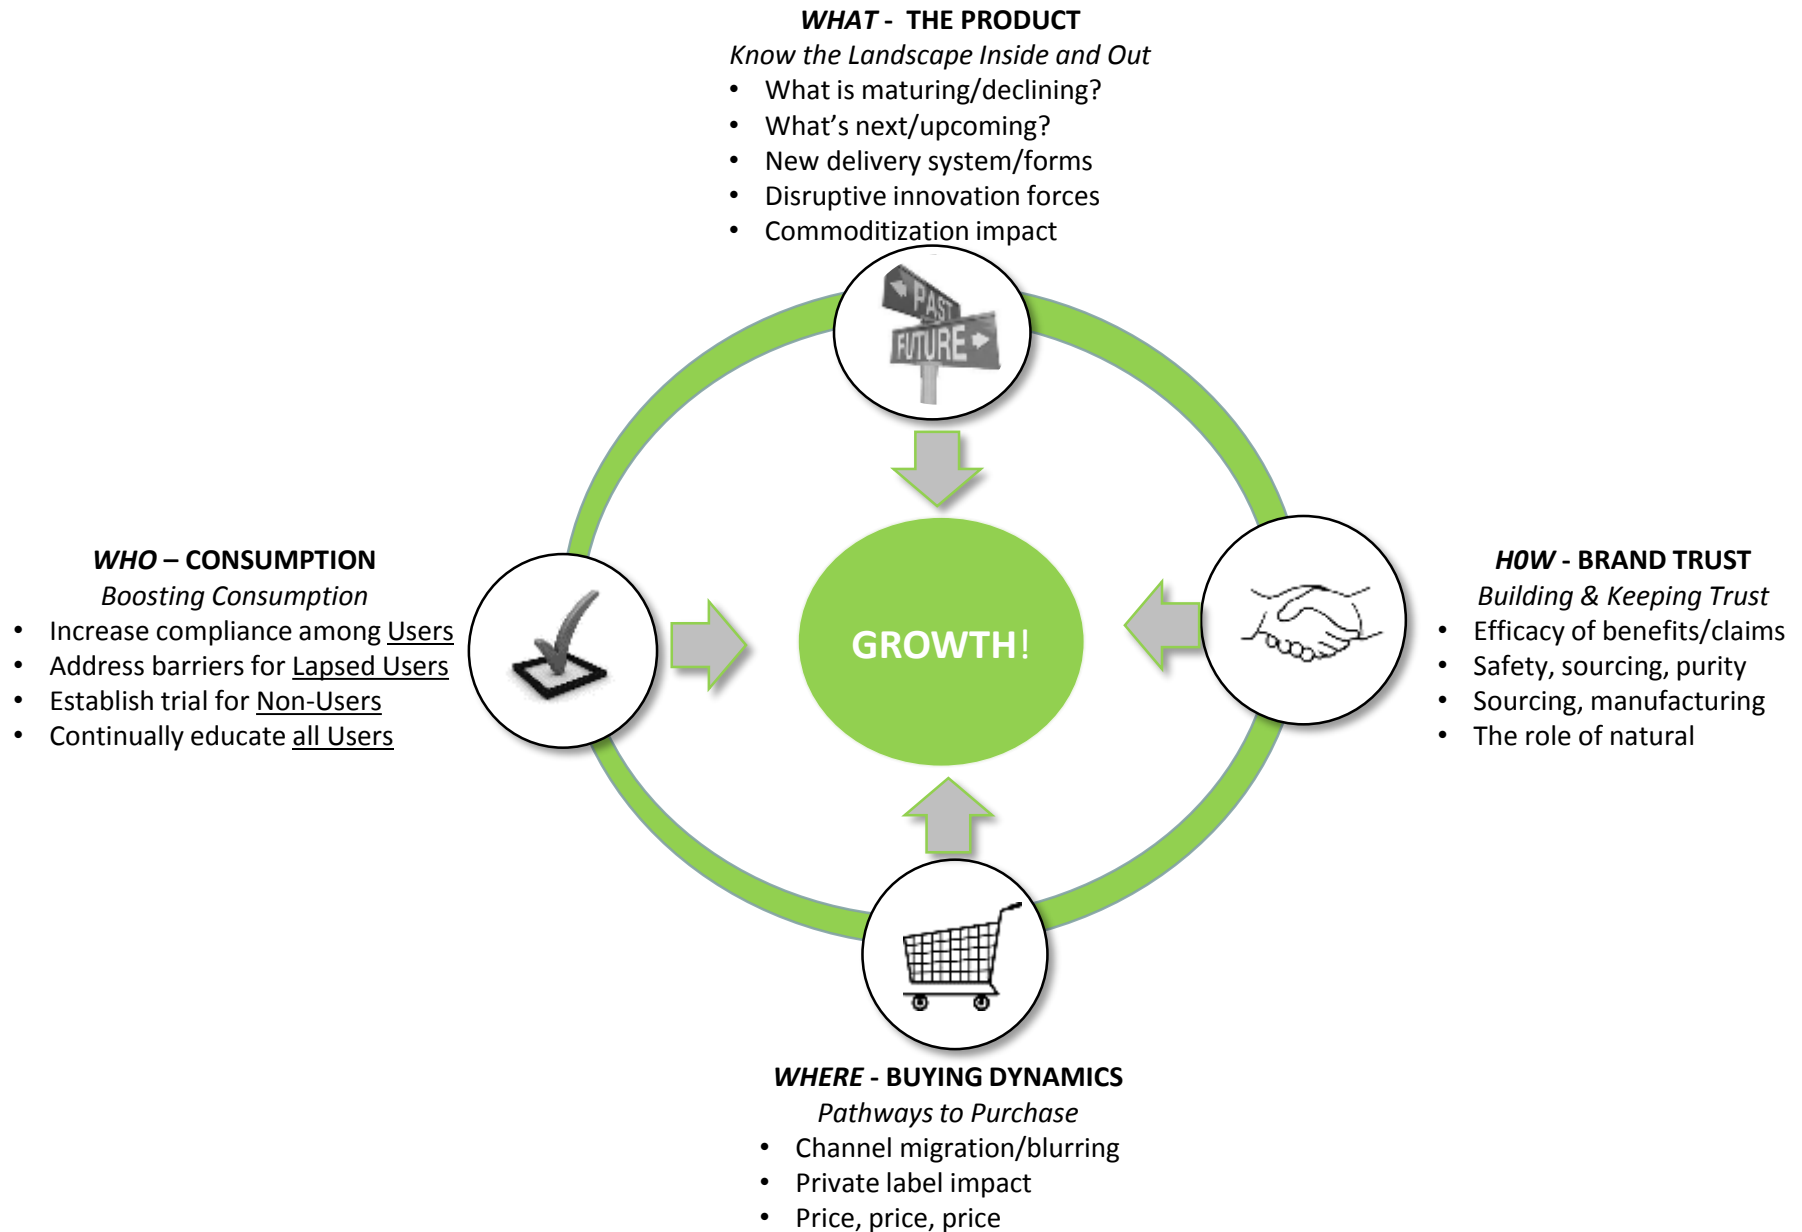 WHAT - THE PRODUCT
Know the Landscape Inside and Out
• What is maturing/declining?
• What's next/upcoming?
• New delivery system/forms
• Disruptive innovation forces
• Commoditization impact
PAST
FUTURE
WHO – CONSUMPTION
Boosting Consumption
• Increase compliance among Users
• Address barriers for Lapsed Users
• Establish trial for Non-Users
• Continually educate all Users
GROWTH!
H0W - BRAND TRUST
Building & Keeping Trust
• Efficacy of benefits/claims
• Safety, sourcing, purity
• Sourcing, manufacturing
• The role of natural
WHERE - BUYING DYNAMICS
Pathways to Purchase
• Channel migration/blurring
• Private label impact
• Price, price, price